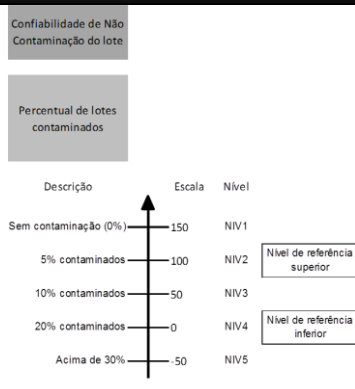 Confiabilidade de Não
Contaminação do lote
Percentual de lotes
contaminados
Descrição Escala Nível
Sem contaminação (0%) 150 NIV1
5% contaminados 100 NIV2 Nível de referência
superior
10% contaminados 50 NIV3
20% contaminados 0 NIV4 Nível de referência
inferior
Acima de 30% -50 NIV5